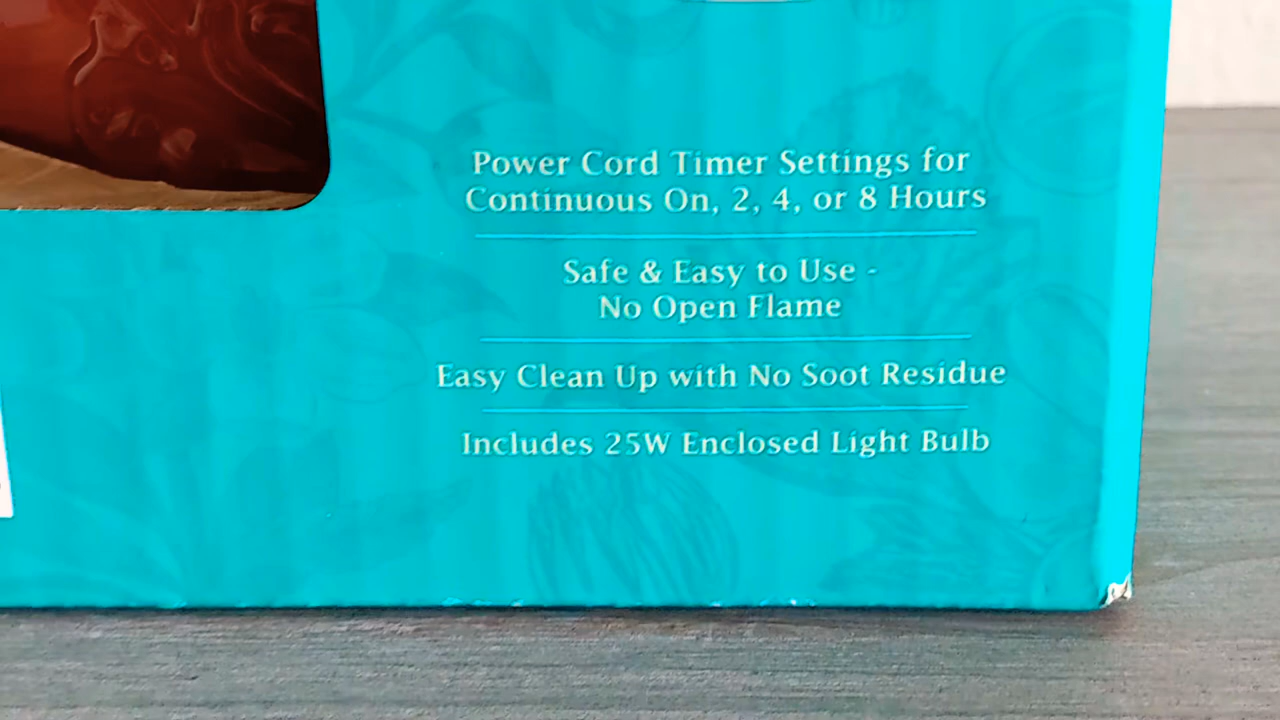 Power Cord Timer Settings for
Continuous On, 2, 4, or 8 Hours
Safe & Easy to Use -
No Open Flame
Easy Clean Up with No Soot Residue
Includes 25W Enclosed Light Bulb